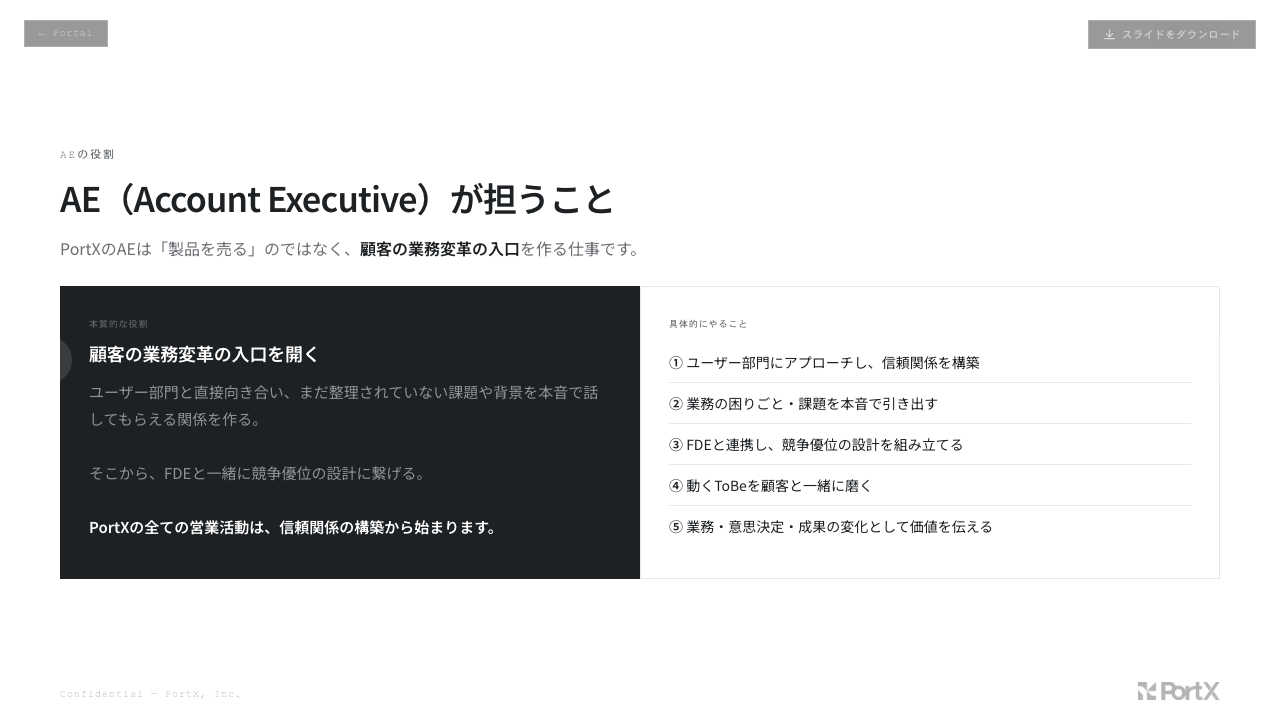 ← Portal
スライドをダウンロード
AEの役割
AE（Account Executive）が担うこと
PortXのAEは「製品を売る」のではなく、顧客の業務変革の入口を作る仕事です。
本質的な役割
顧客の業務変革の入口を開く
ユーザー部門と直接向き合い、まだ整理されていない課題や背景を本音で話
してもらえる関係を作る。
そこから、FDEと一緒に競争優位の設計に繋げる。
PortXの全ての営業活動は、信頼関係の構築から始まります。
具体的にやること
① ユーザー部門にアプローチし、信頼関係を構築
② 業務の困りごと・課題を本音で引き出す
③ FDEと連携し、競争優位の設計を組み立てる
④ 動くToBeを顧客と一緒に磨く
⑤ 業務・意思決定・成果の変化として価値を伝える
Confidential — PortX, Inc.
PortX